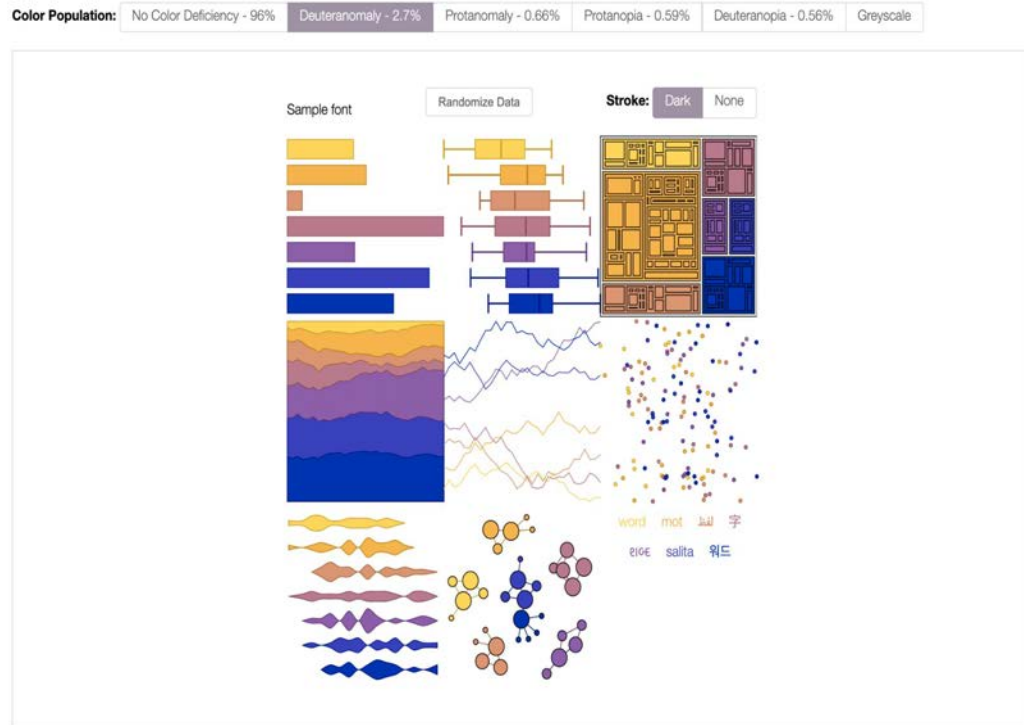 Color Population: No Color Deficiency - 96% Deuteranomaly - 2.7% Protanomaly - 0.66% Protanopia - 0.59% Deuteranopia - 0.56% Greyscale
Sample font Randomize Data Stroke: Dark None
word mot 字
salita 워드